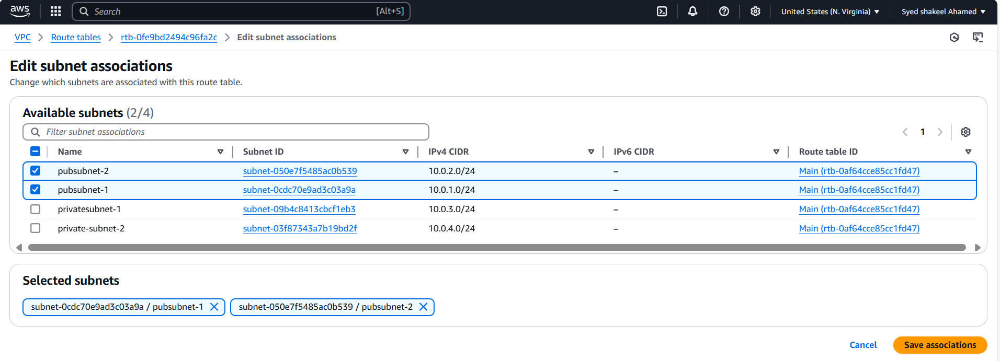 aws Search [Alt+S] United States (N. Virginia) Syed shakeel Ahamed
VPC Route tables rtb-0fe9bd2494c96fa2c Edit subnet associations
Edit subnet associations
Change which subnets are associated with this route table.
Available subnets (2/4)
Filter subnet associations 1
Name Subnet ID IPv4 CIDR IPv6 CIDR Route table ID
pubsubnet-2 subnet-050e7f5485ac0b539 10.0.2.0/24 – Main (rtb-0af64cce85cc1fd47)
pubsubnet-1 subnet-0cdc70e9ad3c03a9a 10.0.1.0/24 – Main (rtb-0af64cce85cc1fd47)
privatesubnet-1 subnet-09b4c8413cbcf1eb3 10.0.3.0/24 – Main (rtb-0af64cce85cc1fd47)
private-subnet-2 subnet-03f87343a7b19bd2f 10.0.4.0/24 – Main (rtb-0af64cce85cc1fd47)
Selected subnets
subnet-0cdc70e9ad3c03a9a / pubsubnet-1 subnet-050e7f5485ac0b539 / pubsubnet-2
Cancel Save associations